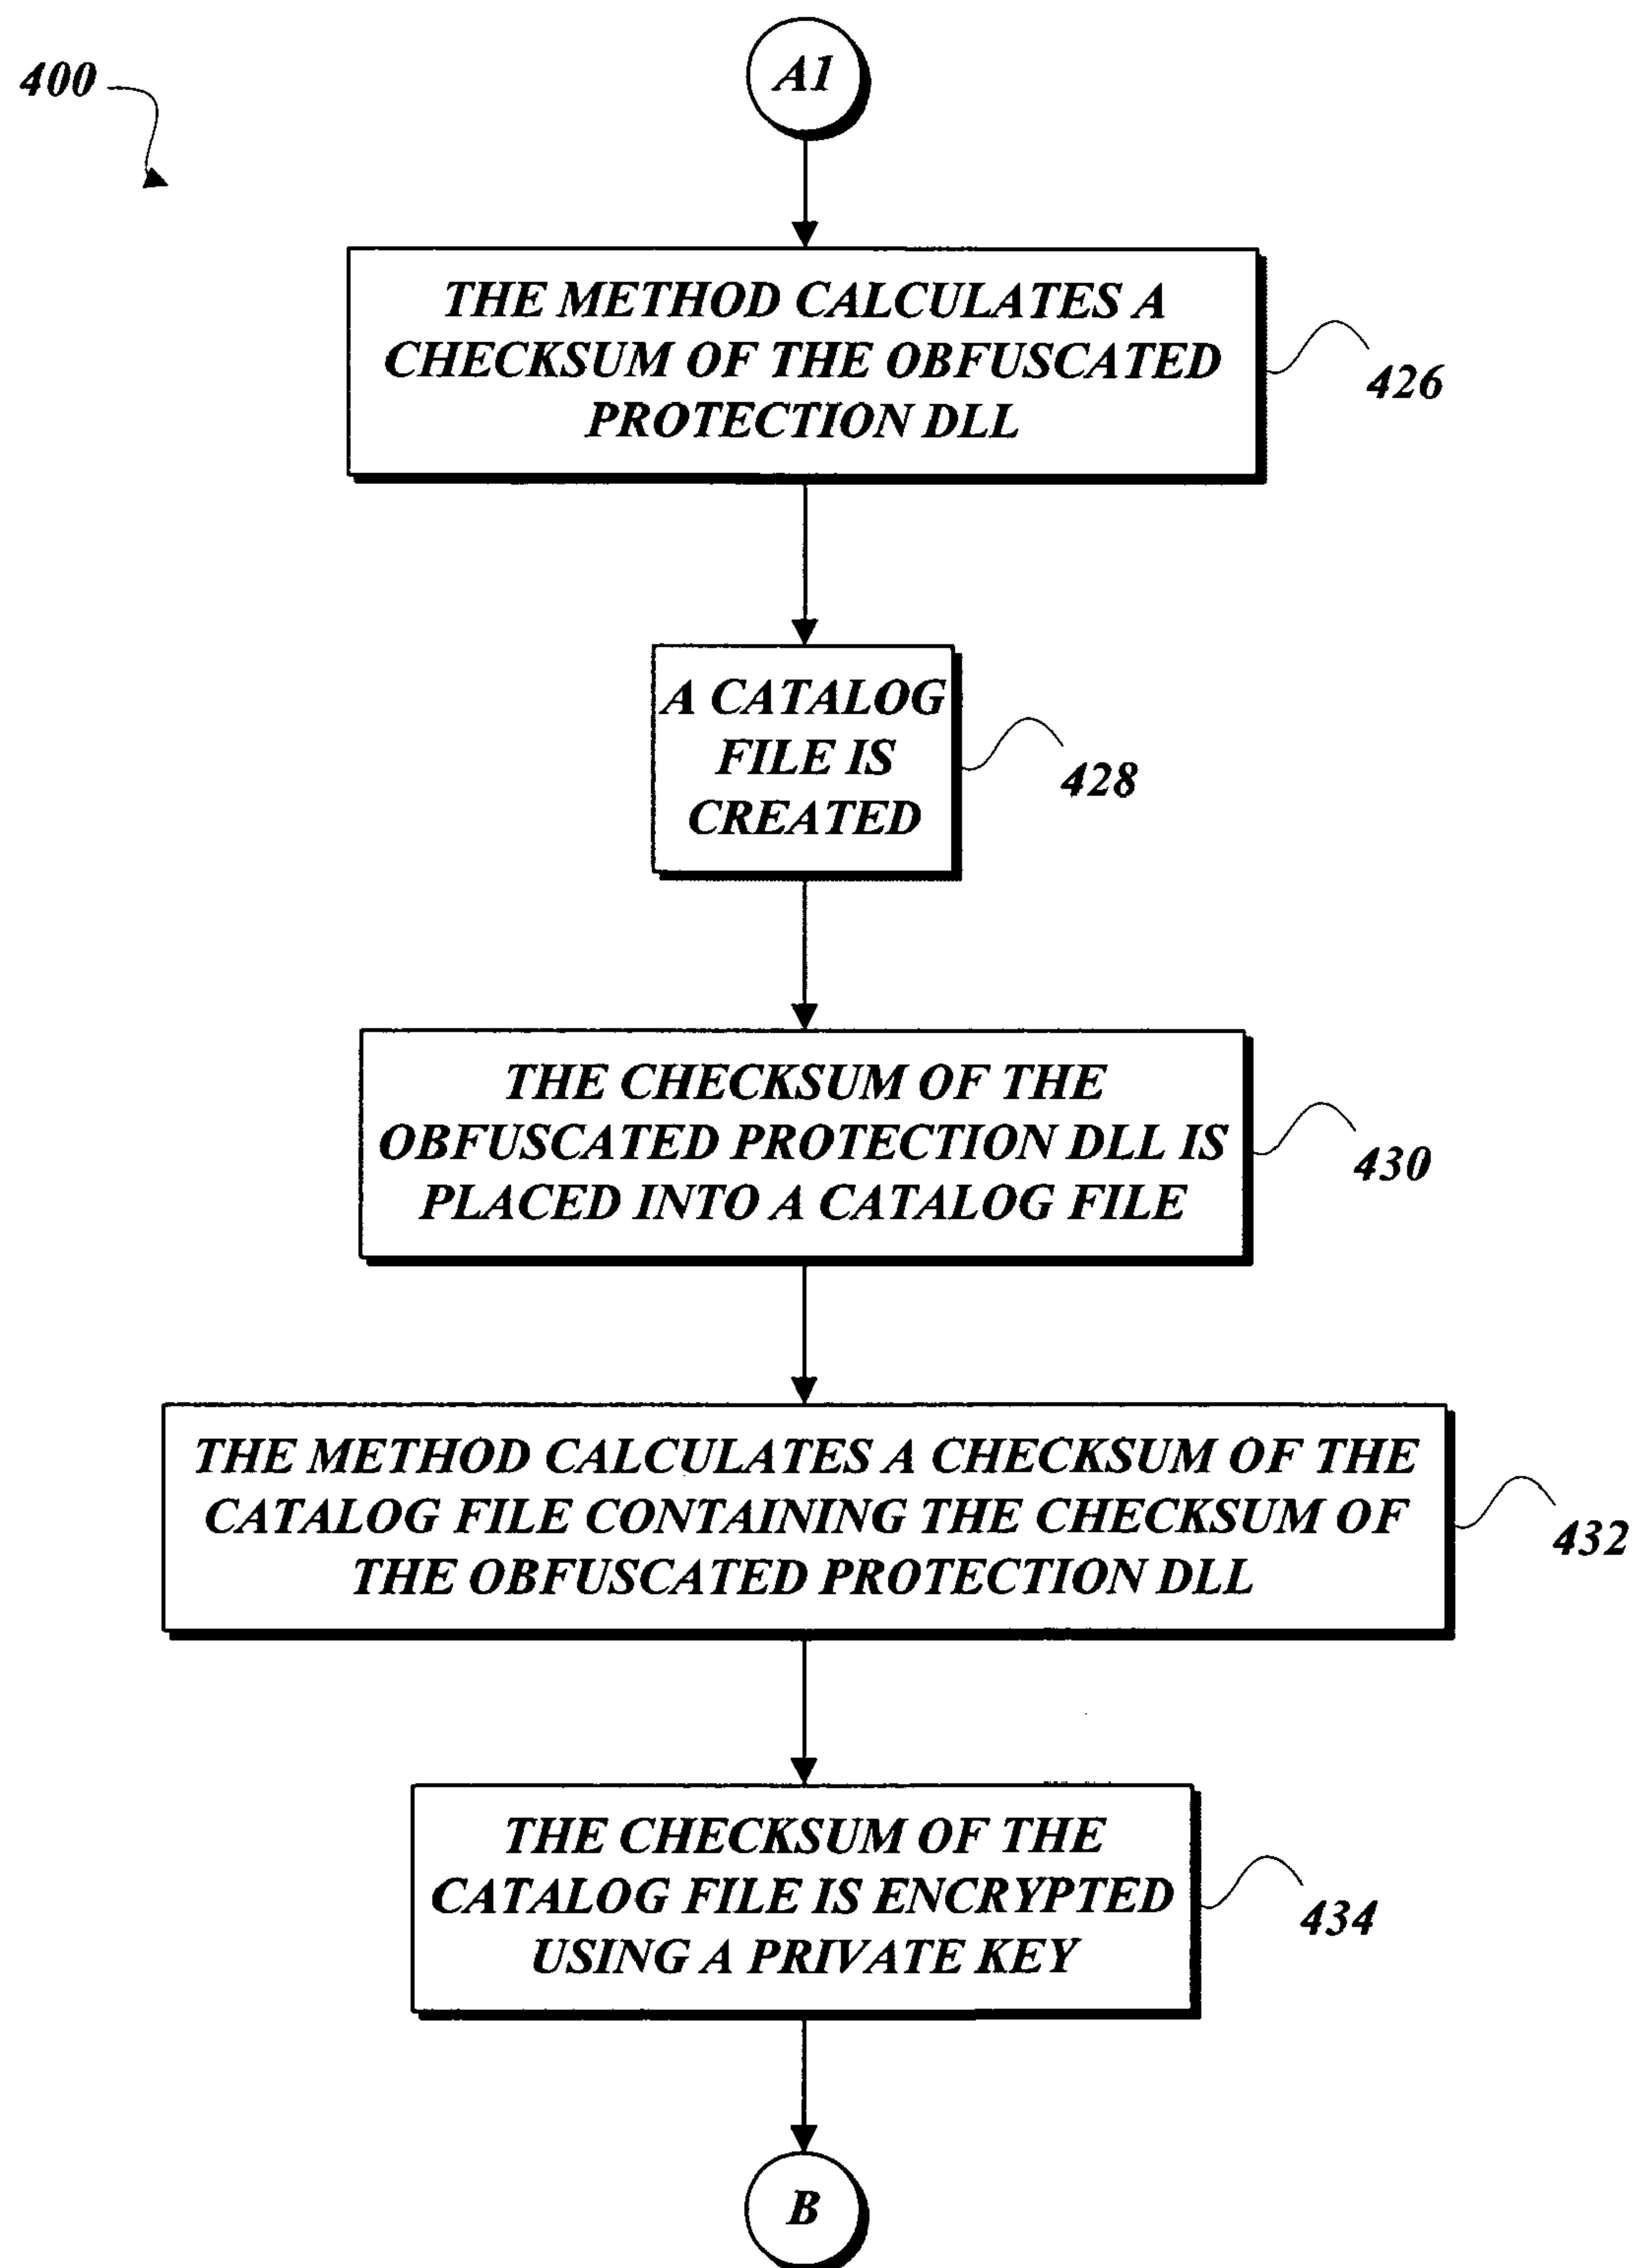 A1
400
THE METHOD CALCULATES A
CHECKSUM OF THE OBFUSCATED
PROTECTION DLL
426
A CATALOG
FILE IS
CREATED
428
THE CHECKSUM OF THE
OBFUSCATED PROTECTION DLL IS
PLACED INTO A CATALOG FILE
430
THE METHOD CALCULATES A CHECKSUM OF THE
CATALOG FILE CONTAINING THE CHECKSUM OF
THE OBFUSCATED PROTECTION DLL
432
THE CHECKSUM OF THE
CATALOG FILE IS ENCRYPTED
USING A PRIVATE KEY
434
B